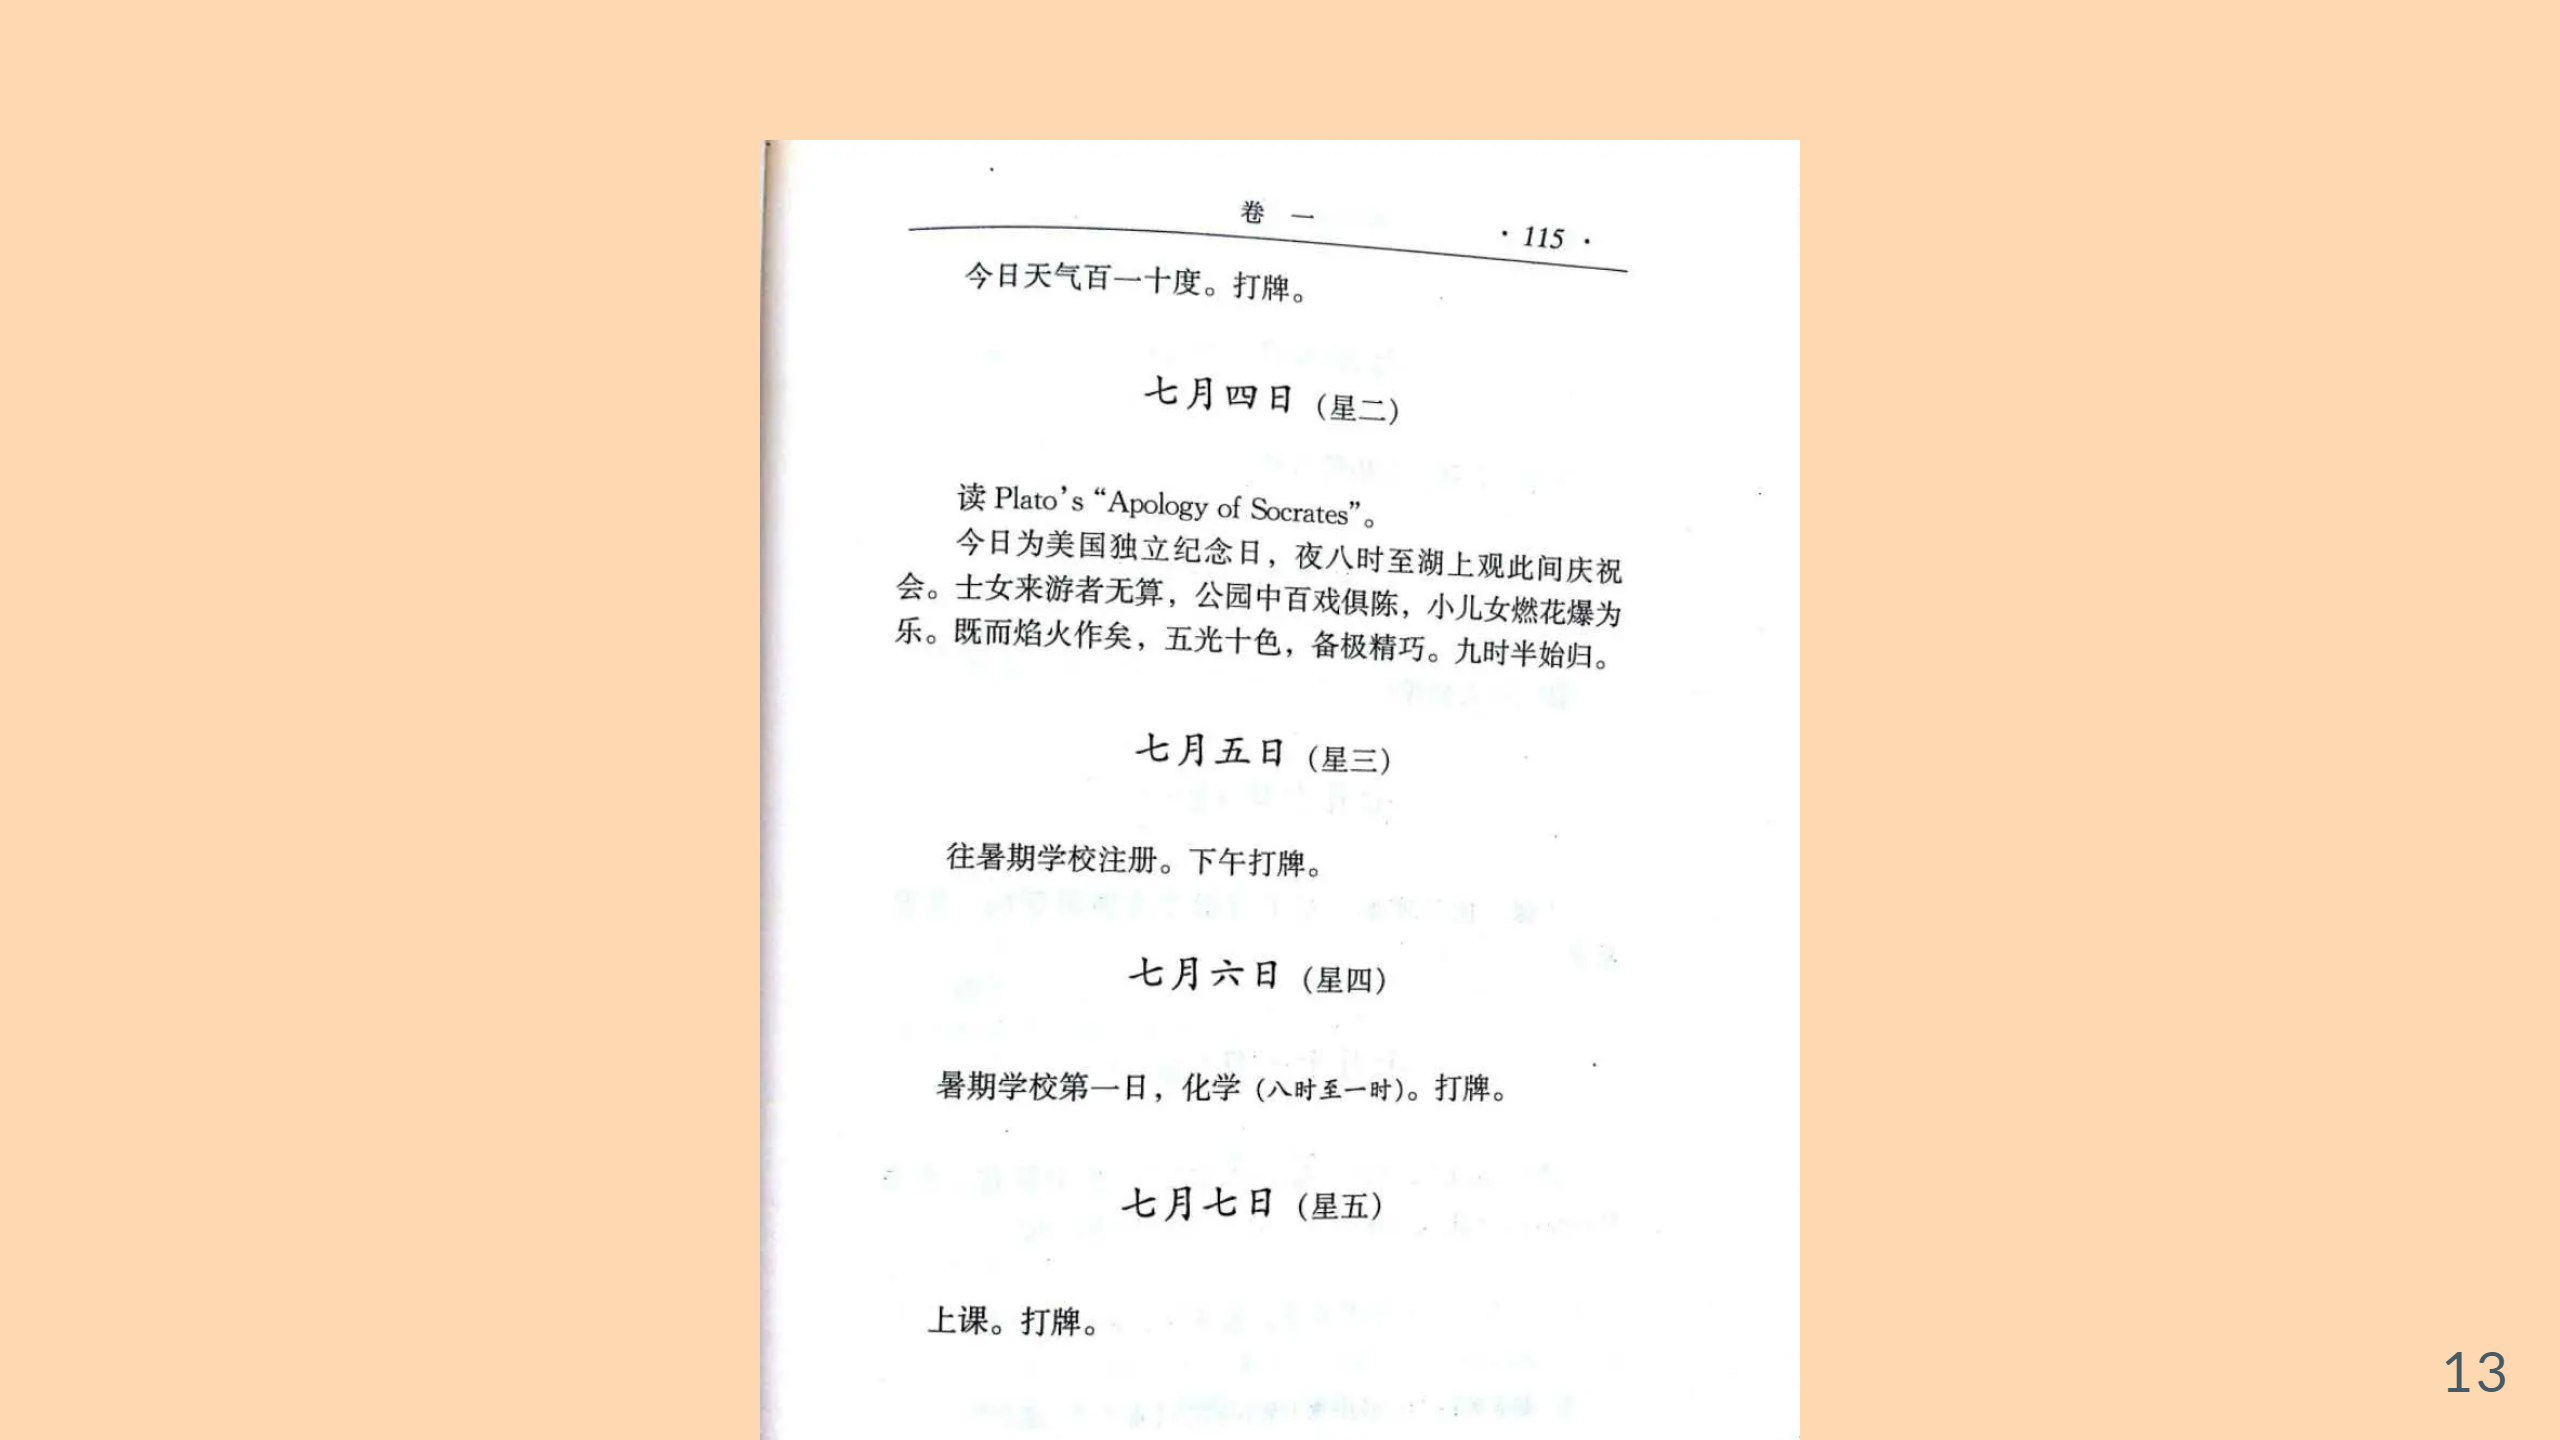 卷 一
· 115 ·
今日天气百一十度。打牌。
七月四日（星二）
读 Plato's “Apology of Socrates”。
今日为美国独立纪念日，夜八时至湖上观此间庆祝
会。士女来游者无算，公园中百戏俱陈，小儿女燃花爆为
乐。既而焰火作矣，五光十色，备极精巧。九时半始归。
七月五日（星三）
往暑期学校注册。下午打牌。
七月六日（星四）
暑期学校第一日，化学（八时至一时）。打牌。
七月七日（星五）
上课。打牌。
13